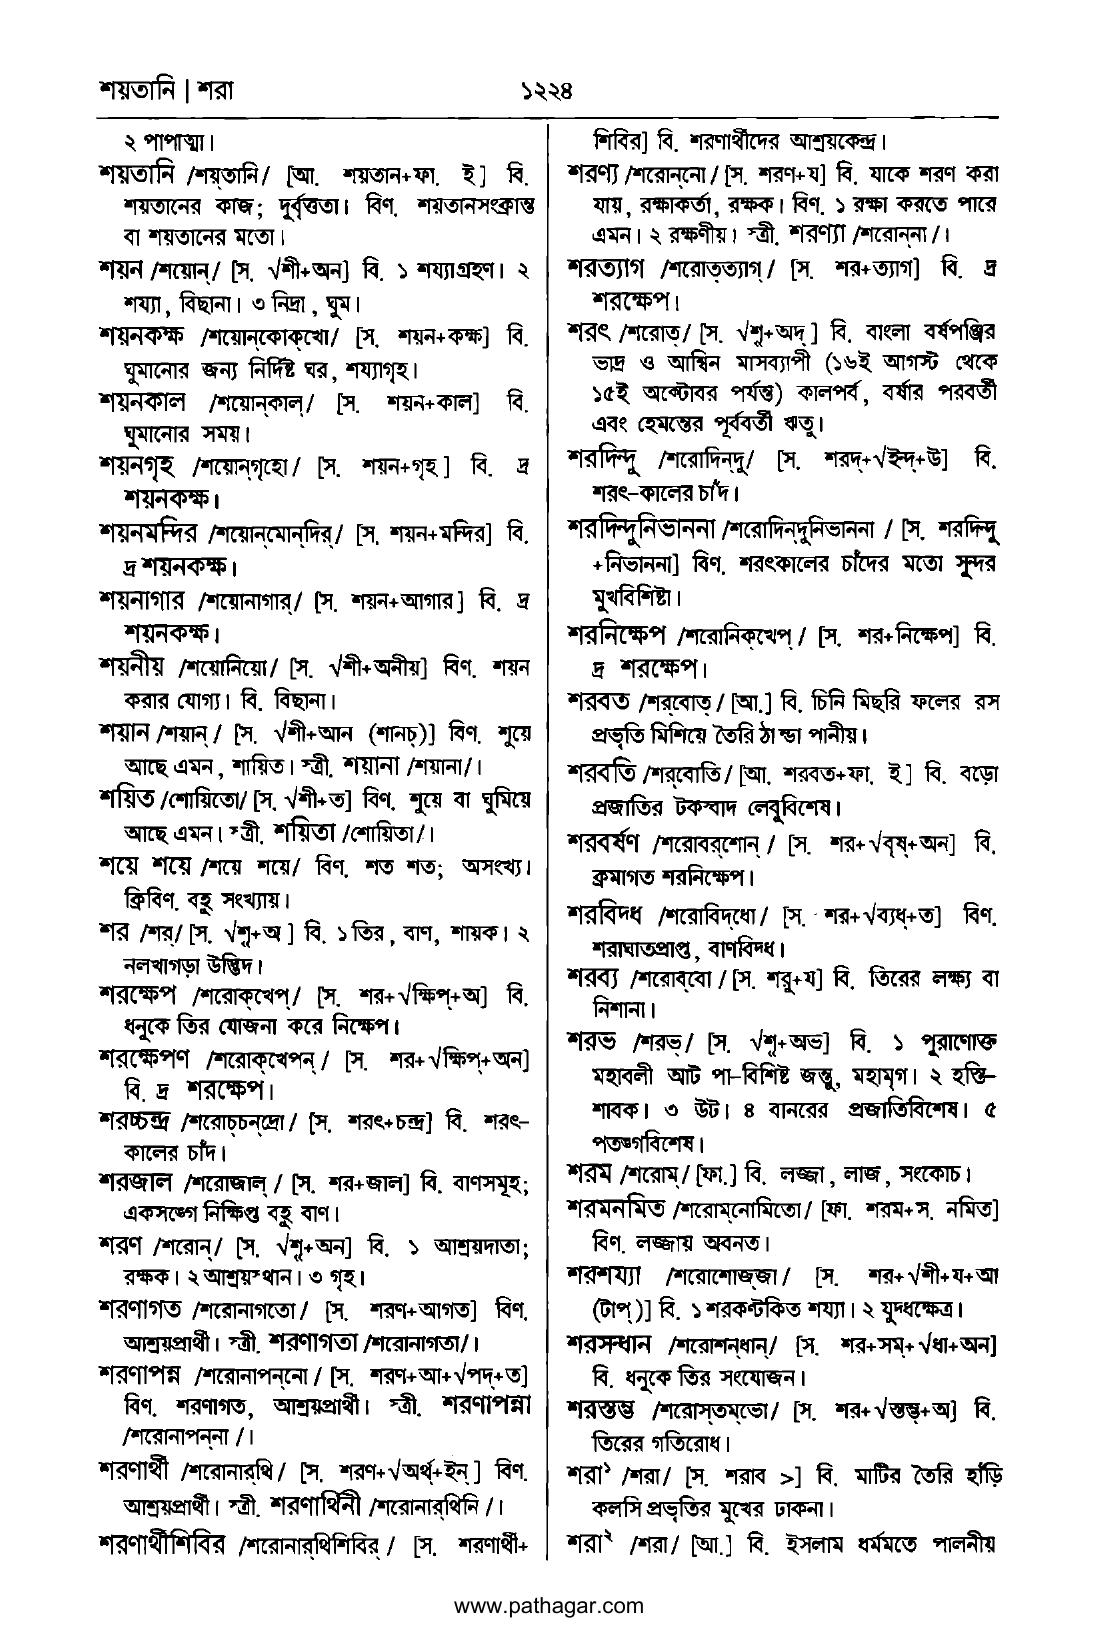 শয়তানি | শরা
১২২৪
২ পাপাত্মা।
শয়তানি /শয়্‌তানি/ [আ. শয়তান+ফা. ই] বি.
শয়তানের কাজ; দুর্বৃত্ততা। বিণ. শয়তানসংক্রান্ত
বা শয়তানের মতো।
শয়ন /শয়োন্/ [স. √শী+অন] বি. ১ শয্যাগ্রহণ। ২
শয্যা, বিছানা। ৩ নিদ্রা, ঘুম।
শয়নকক্ষ /শয়োন্‌কোক্‌খো/ [স. শয়ন+কক্ষ] বি.
ঘুমানোর জন্য নির্দিষ্ট ঘর, শয্যাগৃহ।
শয়নকাল /শয়োন্‌কাল্/ [স. শয়ন+কাল] বি.
ঘুমানোর সময়।
শয়নগৃহ /শয়োন্‌গৃহো/ [স. শয়ন+গৃহ] বি. দ্র
শয়নকক্ষ।
শয়নমন্দির /শয়োন্‌মোন্‌দির্/ [স. শয়ন+মন্দির] বি.
দ্র শয়নকক্ষ।
শয়নাগার /শয়োনাগার্/ [স. শয়ন+আগার] বি. দ্র
শয়নকক্ষ।
শয়নীয় /শয়োনিয়ো/ [স. √শী+অনীয়] বিণ. শয়ন
করার যোগ্য। বি. বিছানা।
শয়ান /শয়ান্/ [স. √শী+আন (শানচ্)] বিণ. শুয়ে
আছে এমন, শায়িত। স্ত্রী. শয়ানা /শয়ানা/।
শয়িত /শোয়িতো/ [স. √শী+ত] বিণ. শুয়ে বা ঘুমিয়ে
আছে এমন। স্ত্রী. শয়িতা /শোয়িতা/।
শয়ে শয়ে /শয়ে শয়ে/ বিণ. শত শত; অসংখ্য।
ক্রিবিণ. বহু সংখ্যায়।
শর /শর্/ [স. √শৄ+অ] বি. ১ তির, বাণ, শায়ক। ২
নলখাগড়া উদ্ভিদ।
শরক্ষেপ /শরোক্‌খেপ্/ [স. শর+√ক্ষিপ্+অ] বি.
ধনুকে তির যোজনা করে নিক্ষেপ।
শরক্ষেপণ /শরোক্‌খেপন্/ [স. শর+√ক্ষিপ্+অন]
বি. দ্র শরক্ষেপ।
শরচ্চন্দ্র /শরোচ্‌চন্‌দ্রো/ [স. শরৎ+চন্দ্র] বি. শরৎ-
কালের চাঁদ।
শরজাল /শরোজাল্/ [স. শর+জাল] বি. বাণসমূহ;
একসঙ্গে নিক্ষিপ্ত বহু বাণ।
শরণ /শরোন্/ [স. √শৄ+অন] বি. ১ আশ্রয়দাতা;
রক্ষক। ২ আশ্রয়স্থান। ৩ গৃহ।
শরণাগত /শরোনাগতো/ [স. শরণ+আগত] বিণ.
আশ্রয়প্রার্থী। স্ত্রী. শরণাগতা /শরোনাগতা/।
শরণাপন্ন /শরোনাপন্‌নো/ [স. শরণ+আ+√পদ্+ত]
বিণ. শরণাগত, আশ্রয়প্রার্থী। স্ত্রী. শরণাপন্না
/শরোনাপন্‌না/।
শরণার্থী /শরোনার্‌থি/ [স. শরণ+√অর্থ্+ইন্] বিণ.
আশ্রয়প্রার্থী। স্ত্রী. শরণার্থিনী /শরোনার্‌থিনি/।
শরণার্থীশিবির /শরোনার্‌থিশিবির্/ [স. শরণার্থী+
শিবির] বি. শরণার্থীদের আশ্রয়কেন্দ্র।
শরণ্য /শরোন্‌নো/ [স. শরণ+য] বি. যাকে শরণ করা
যায়, রক্ষাকর্তা, রক্ষক। বিণ. ১ রক্ষা করতে পারে
এমন। ২ রক্ষণীয়। স্ত্রী. শরণ্যা /শরোন্‌না/।
শরত্যাগ /শরোত্‌ত্যাগ্/ [স. শর+ত্যাগ] বি. দ্র
শরক্ষেপ।
শরৎ /শরোত্/ [স. √শৄ+অদ্] বি. বাংলা বর্ষপঞ্জির
ভাদ্র ও আশ্বিন মাসব্যাপী (১৬ই আগস্ট থেকে
১৫ই অক্টোবর পর্যন্ত) কালপর্ব, বর্ষার পরবর্তী
এবং হেমন্তের পূর্ববর্তী ঋতু।
শরদিন্দু /শরোদিন্‌দু/ [স. শরদ্+√ইন্দ্+উ] বি.
শরৎ-কালের চাঁদ।
শরদিন্দুনিভাননা /শরোদিন্‌দুনিভাননা/ [স. শরদিন্দু
+নিভাননা] বিণ. শরৎকালের চাঁদের মতো সুন্দর
মুখবিশিষ্টা।
শরনিক্ষেপ /শরোনিক্‌খেপ্/ [স. শর+নিক্ষেপ] বি.
দ্র শরক্ষেপ।
শরবত /শর্‌বোত্/ [আ.] বি. চিনি মিছরি ফলের রস
প্রভৃতি মিশিয়ে তৈরি ঠান্ডা পানীয়।
শরবতি /শর্‌বোতি/ [আ. শরবত+ফা. ই] বি. বড়ো
প্রজাতির টকস্বাদ লেবুবিশেষ।
শরবর্ষণ /শরোবর্‌শোন্/ [স. শর+√বৃষ্+অন] বি.
ক্রমাগত শরনিক্ষেপ।
শরবিদ্ধ /শরোবিদ্‌ধো/ [স. শর+√ব্যধ্+ত] বিণ.
শরাঘাতপ্রাপ্ত, বাণবিদ্ধ।
শরব্য /শরোব্‌বো/ [স. শরু+য] বি. তিরের লক্ষ্য বা
নিশানা।
শরভ /শরভ্/ [স. √শৄ+অভ] বি. ১ পুরাণোক্ত
মহাবলী আট পা-বিশিষ্ট জন্তু, মহামৃগ। ২ হস্তি-
শাবক। ৩ উট। ৪ বানরের প্রজাতিবিশেষ। ৫
পতঙ্গবিশেষ।
শরম /শরোম্/ [ফা.] বি. লজ্জা, লাজ, সংকোচ।
শরমনমিত /শরোম্‌নোমিতো/ [ফা. শরম+স. নমিত]
বিণ. লজ্জায় অবনত।
শরশয্যা /শরোশোজ্‌জা/ [স. শর+√শী+য+আ
(টাপ্)] বি. ১ শরকণ্টকিত শয্যা। ২ যুদ্ধক্ষেত্র।
শরসন্ধান /শরোশন্‌ধান্/ [স. শর+সম্+√ধা+অন]
বি. ধনুকে তির সংযোজন।
শরস্তম্ভ /শরোস্‌তম্‌ভো/ [স. শর+√স্তম্ভ্+অ] বি.
তিরের গতিরোধ।
শরা¹ /শরা/ [স. শরাব >] বি. মাটির তৈরি হাঁড়ি
কলসি প্রভৃতির মুখের ঢাকনা।
শরা² /শরা/ [আ.] বি. ইসলাম ধর্মমতে পালনীয়
www.pathagar.com